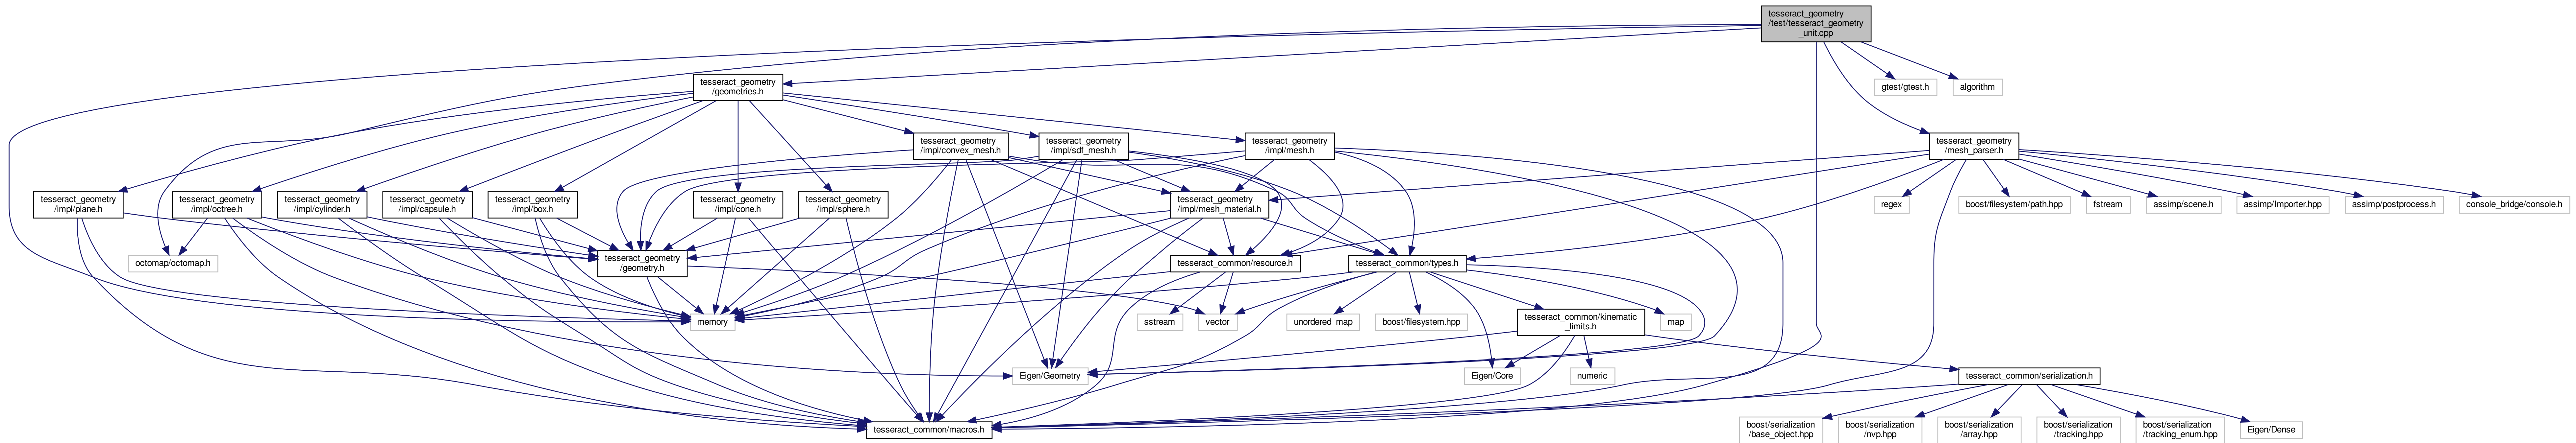 tesseract_geometry
/test/tesseract_geometry
_unit.cpp
tesseract_geometry
/geometries.h
gtest/gtest.h
algorithm
tesseract_geometry
/impl/convex_mesh.h
tesseract_geometry
/impl/sdf_mesh.h
tesseract_geometry
/impl/mesh.h
tesseract_geometry
/mesh_parser.h
tesseract_geometry
/impl/plane.h
tesseract_geometry
/impl/octree.h
tesseract_geometry
/impl/cylinder.h
tesseract_geometry
/impl/capsule.h
tesseract_geometry
/impl/box.h
tesseract_geometry
/impl/cone.h
tesseract_geometry
/impl/sphere.h
tesseract_geometry
/impl/mesh_material.h
regex
boost/filesystem/path.hpp
fstream
assimp/scene.h
assimp/Importer.hpp
assimp/postprocess.h
console_bridge/console.h
octomap/octomap.h
tesseract_geometry
/geometry.h
tesseract_common/resource.h
tesseract_common/types.h
memory
sstream
vector
unordered_map
boost/filesystem.hpp
tesseract_common/kinematic
_limits.h
map
Eigen/Geometry
Eigen/Core
numeric
tesseract_common/serialization.h
tesseract_common/macros.h
boost/serialization
/base_object.hpp
boost/serialization
/nvp.hpp
boost/serialization
/array.hpp
boost/serialization
/tracking.hpp
boost/serialization
/tracking_enum.hpp
Eigen/Dense